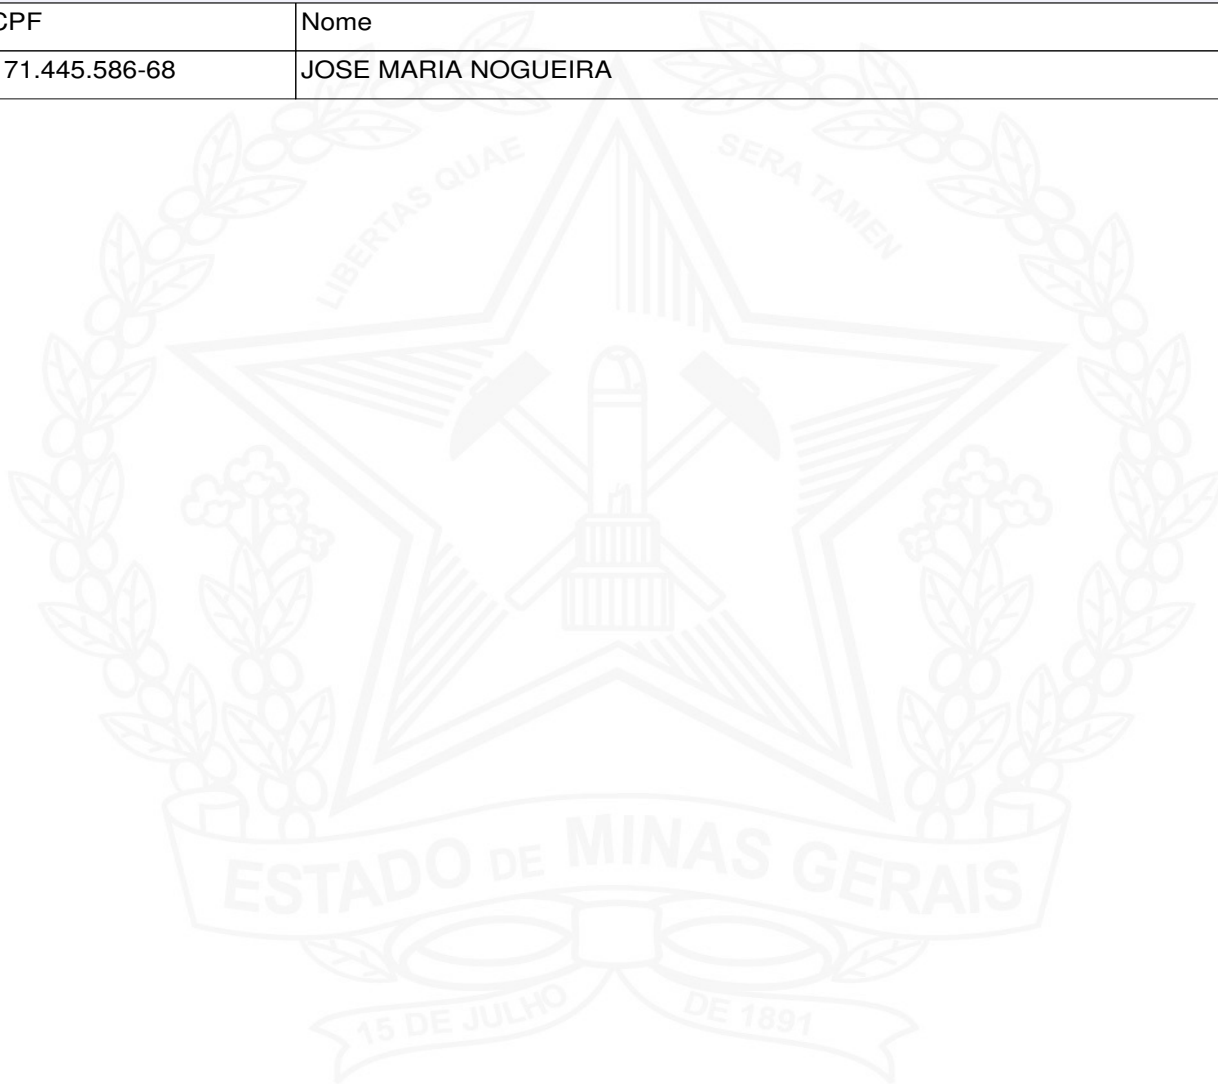 CPF Nome
71.445.586-68 JOSE MARIA NOGUEIRA
LIBERTAS QUAE SERA TAMEN
ESTADO DE MINAS GERAIS
15 DE JULHO DE 1891